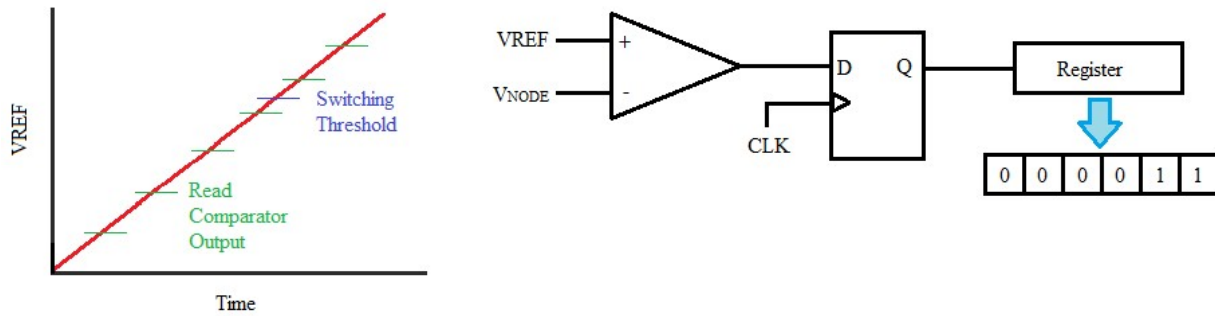 VREF
Switching
Threshold
Read
Comparator
Output
Time
VREF
+
VNODE
-
D
Q
CLK
Register
0 0 0 0 1 1